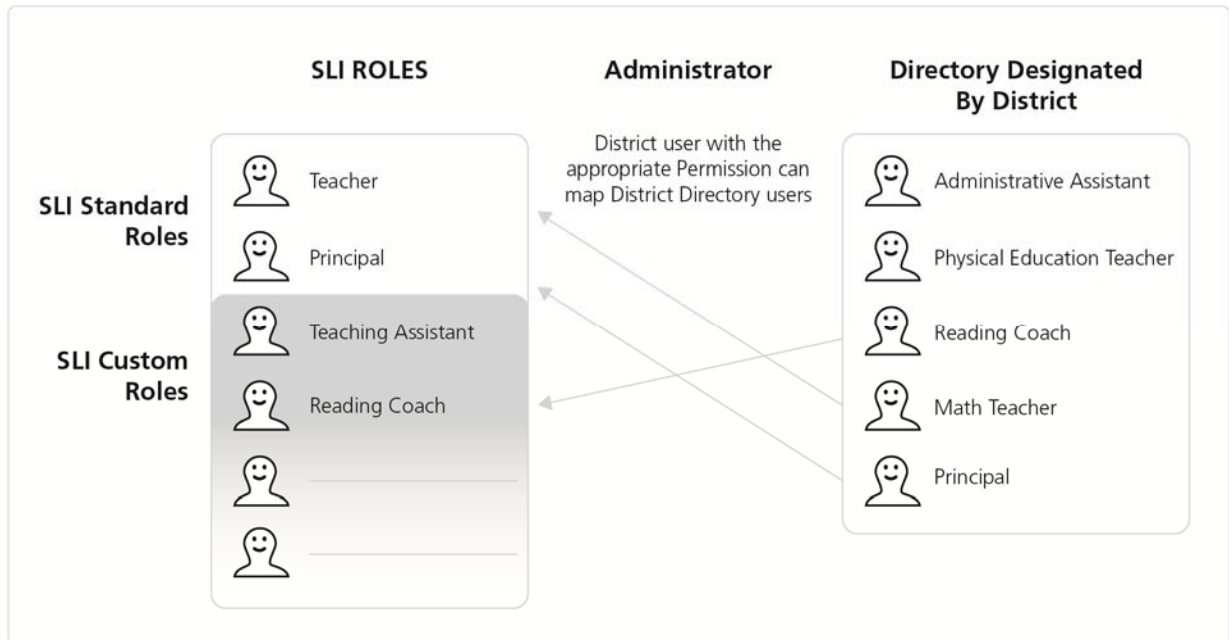 SLI ROLES
Administrator
Directory Designated
By District
SLI Standard
Roles
SLI Custom
Roles
Teacher
Principal
Teaching Assistant
Reading Coach
District user with the
appropriate Permission can
map District Directory users
Administrative Assistant
Physical Education Teacher
Reading Coach
Math Teacher
Principal